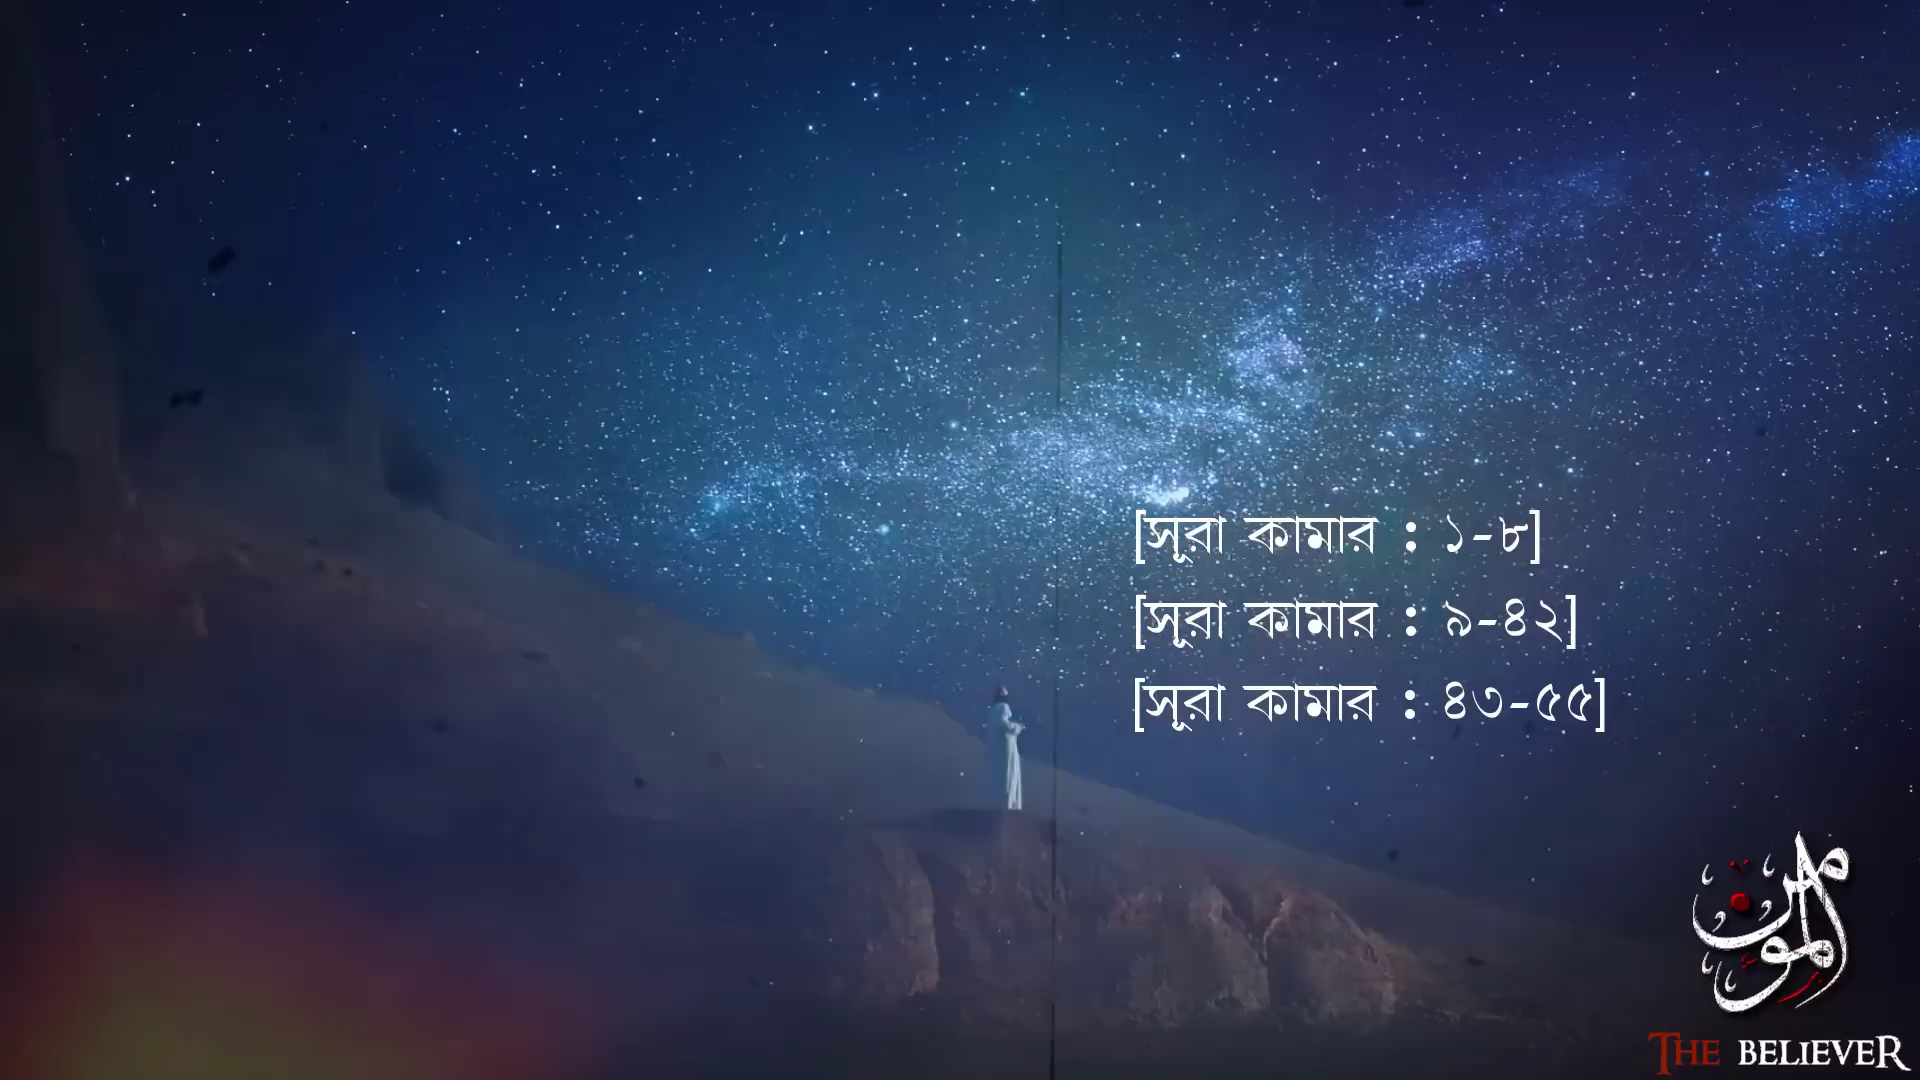 [সূরা কামার : ১-৮]
[সূরা কামার : ৯-৪২]
[সূরা কামার : ৪৩-৫৫]
المؤمن
THE BELIEVER